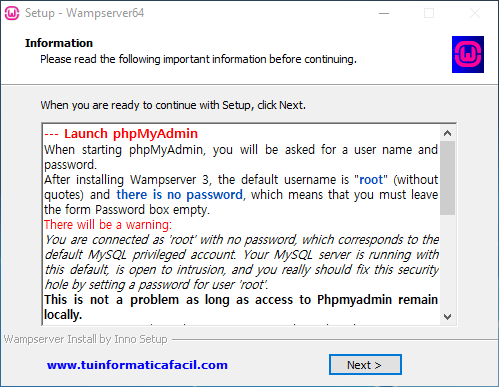 Setup - Wampserver64
Information
Please read the following important information before continuing.
When you are ready to continue with Setup, click Next.
--- Launch phpMyAdmin
When starting phpMyAdmin, you will be asked for a user name and
password.
After installing Wampserver 3, the default username is "root" (without
quotes) and there is no password, which means that you must leave
the form Password box empty.
There will be a warning:
You are connected as 'root' with no password, which corresponds to the
default MySQL privileged account. Your MySQL server is running with
this default, is open to intrusion, and you really should fix this security
hole by setting a password for user 'root'.
This is not a problem as long as access to Phpmyadmin remain
locally.
Wampserver Install by Inno Setup
www.tuinformaticafacil.com
Next >